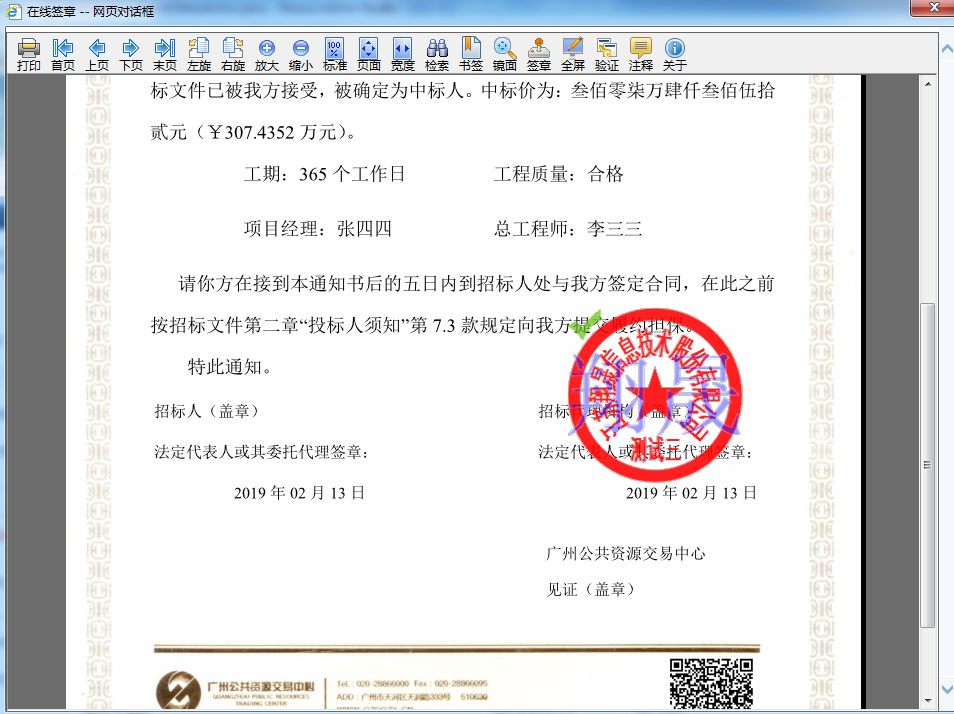 在线签章 -- 网页对话框
打印 首页 上页 下页 末页 左旋 右旋 放大 缩小 标准 页面 宽度 检索 书签 镜面 签章 全屏 验证 注释 关于
标文件已被我方接受，被确定为中标人。中标价为：叁佰零柒万肆仟叁佰伍拾
贰元（￥307.4352 万元）。
工期：365 个工作日 工程质量：合格
项目经理：张四四 总工程师：李三三
请你方在接到本通知书后的五日内到招标人处与我方签定合同，在此之前
按招标文件第二章“投标人须知”第 7.3 款规定向我方提交履约担保。
特此通知。
招标人（盖章） 招标代理机构（盖章）
法定代表人或其委托代理签章： 法定代表人或其委托代理签章：
2019 年 02 月 13 日 2019 年 02 月 13 日
信息技术股份有限公司
测试三
广州公共资源交易中心
见证（盖章）
广州公共资源交易中心
GUANGZHOU PUBLIC RESOURCES
TRADING CENTER
Tel：020-28866000 Fax：020-28866095
ADD：广州市天河区天润路333号 510630